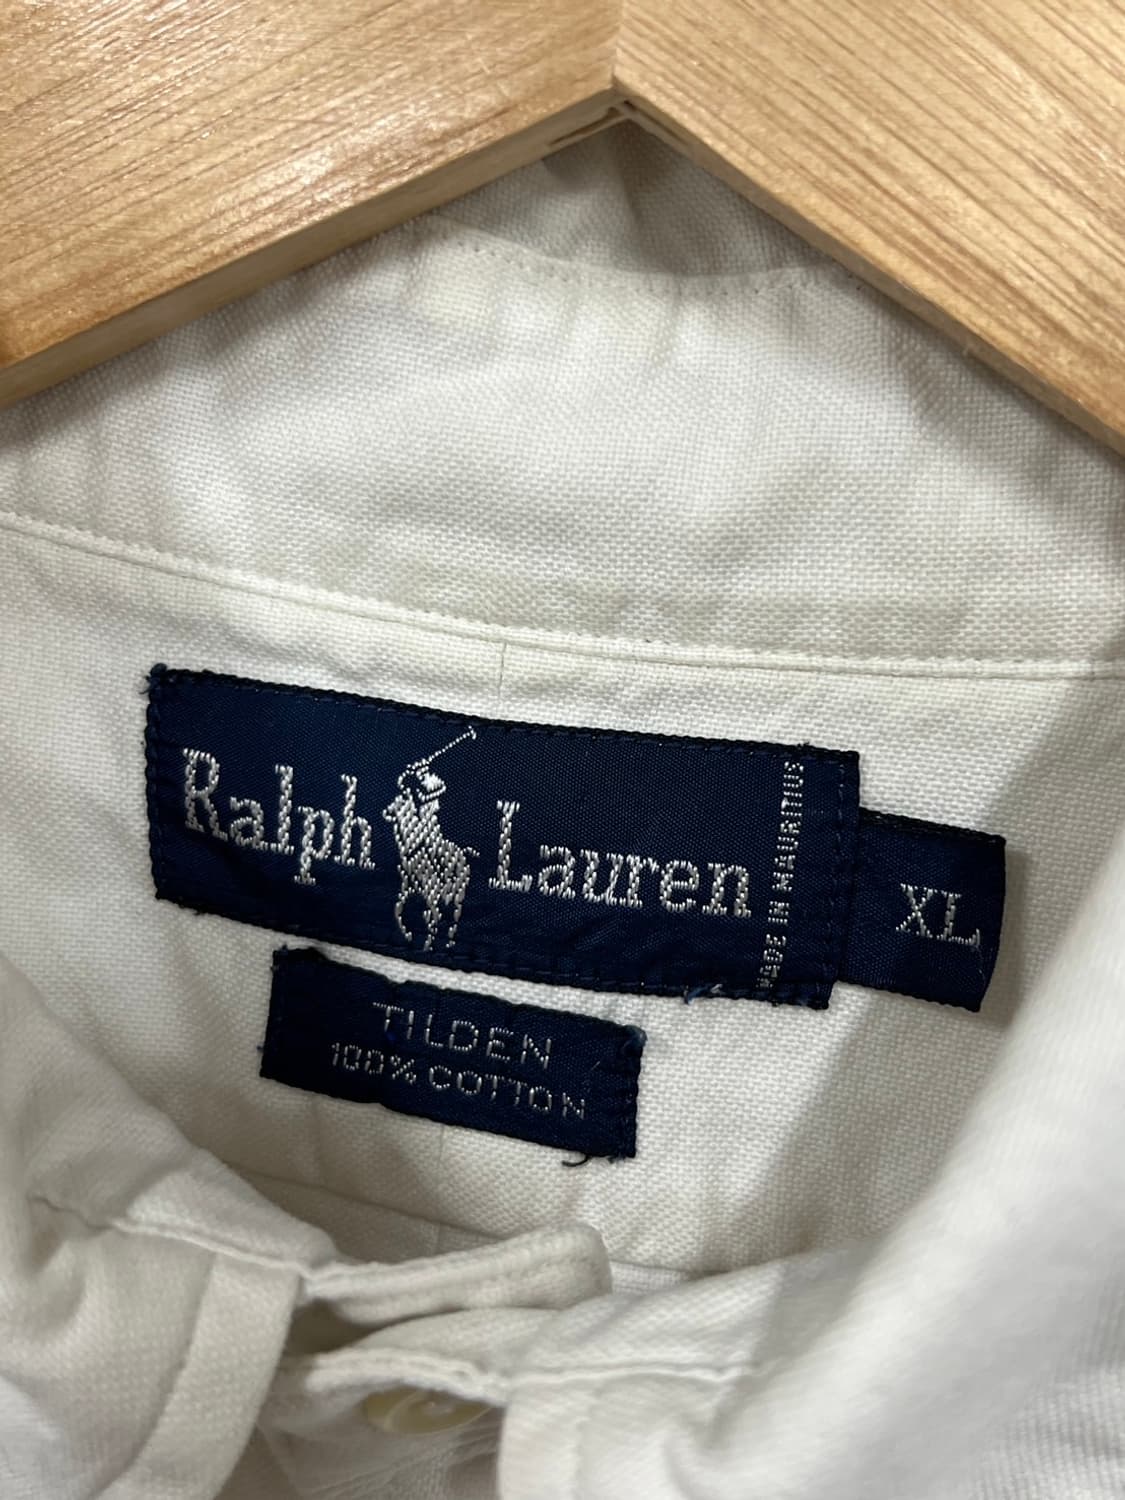 Ralph Lauren
MADE IN MAURITIUS
XL
TILDEN
100% COTTON